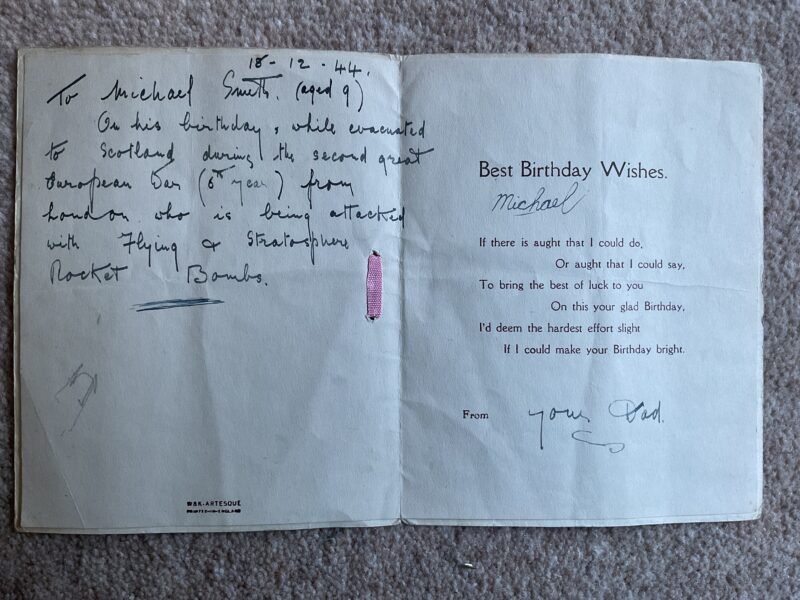 18-12-44.
To Michael Smith. (aged 9)
On his birthday, while evacuated
to Scotland during the second great
European War (6th year) from
London who is being attacked
with Flying & Stratosphere
Rocket Bombs.
W&K-ARTESQUE
PRINTED-IN-ENGLAND
Best Birthday Wishes.
Michael
If there is aught that I could do,
Or aught that I could say,
To bring the best of luck to you
On this your glad Birthday,
I'd deem the hardest effort slight
If I could make your Birthday bright.
From your Dad.